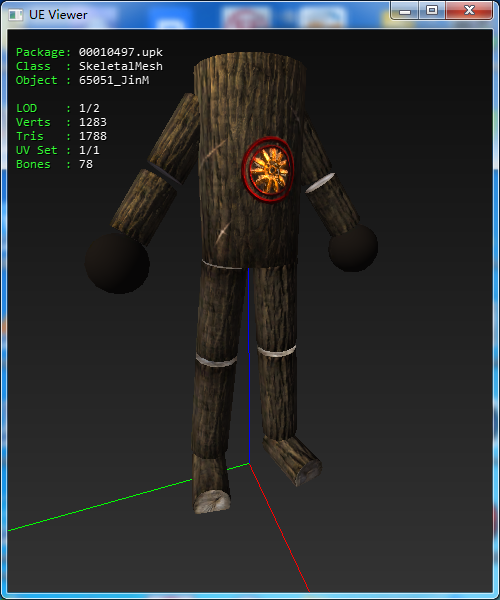 UE Viewer
Package: 00010497.upk
Class  : SkeletalMesh
Object : 65051_JinM
LOD    : 1/2
Verts  : 1283
Tris   : 1788
UV Set : 1/1
Bones  : 78